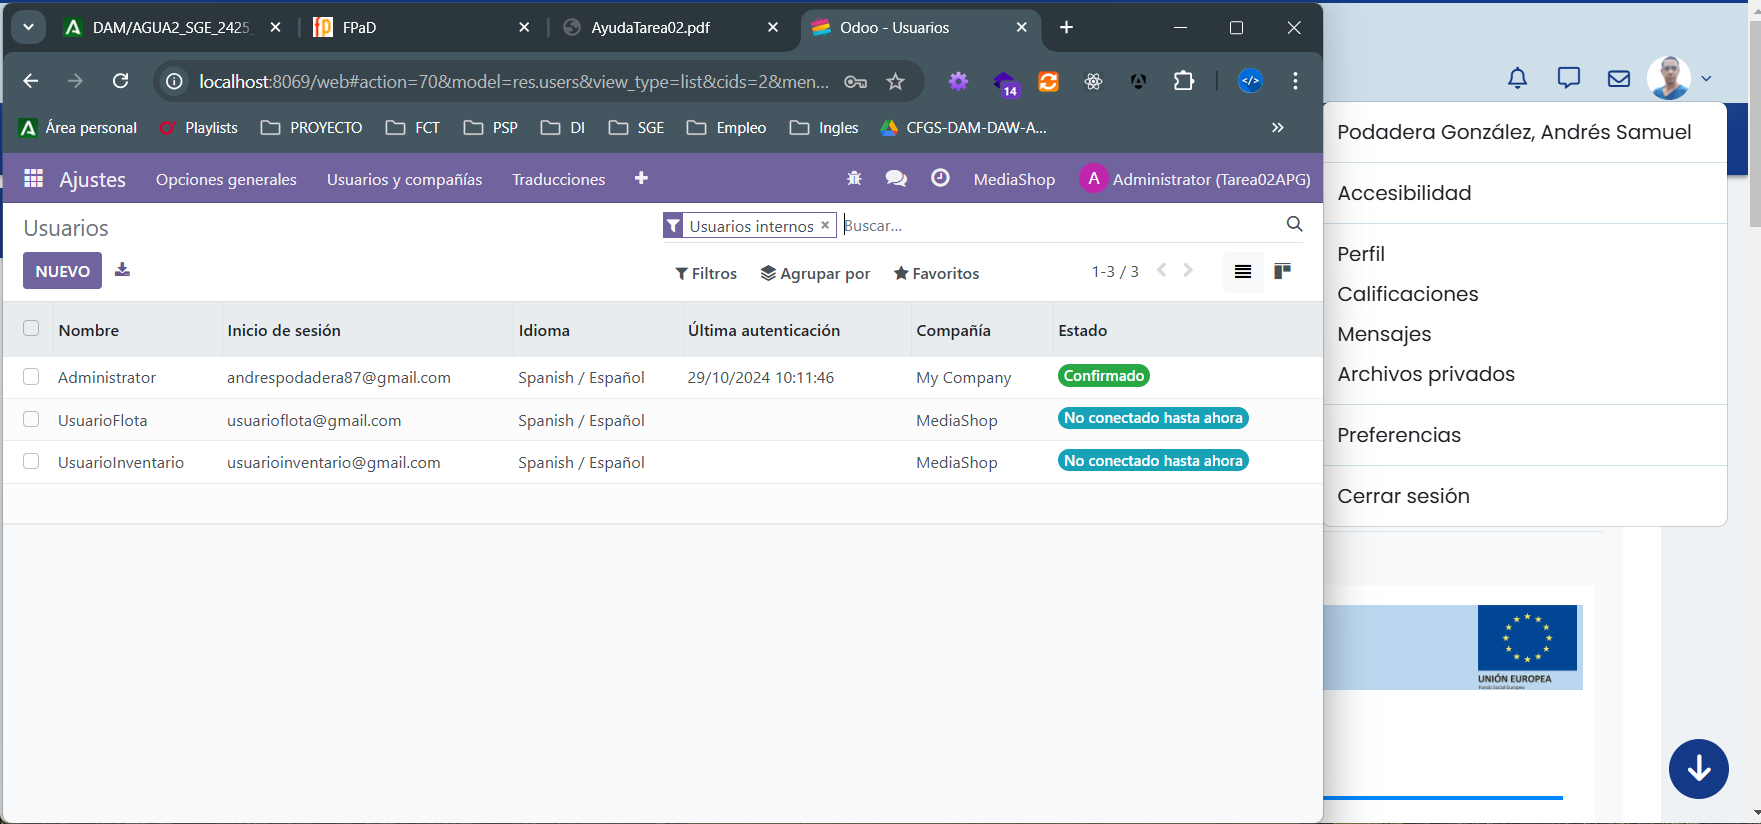 DAM/AGUA2_SGE_2425_
FPaD
AyudaTarea02.pdf
Odoo - Usuarios
localhost:8069/web#action=70&model=res.users&view_type=list&cids=2&men...
14
Área personal
Playlists
PROYECTO
FCT
PSP
DI
SGE
Empleo
Ingles
CFGS-DAM-DAW-A...
Ajustes
Opciones generales
Usuarios y compañías
Traducciones
MediaShop
A
Administrator (Tarea02APG)
Usuarios
Usuarios internos
Buscar...
NUEVO
Filtros
Agrupar por
Favoritos
1-3 / 3
Nombre Inicio de sesión Idioma Última autenticación Compañía Estado
Administrator andrespodadera87@gmail.com Spanish / Español 29/10/2024 10:11:46 My Company Confirmado
UsuarioFlota usuarioflota@gmail.com Spanish / Español MediaShop No conectado hasta ahora
UsuarioInventario usuarioinventario@gmail.com Spanish / Español MediaShop No conectado hasta ahora
Podadera González, Andrés Samuel
Accesibilidad
Perfil
Calificaciones
Mensajes
Archivos privados
Preferencias
Cerrar sesión
UNIÓN EUROPEA
Fondo Social Europeo